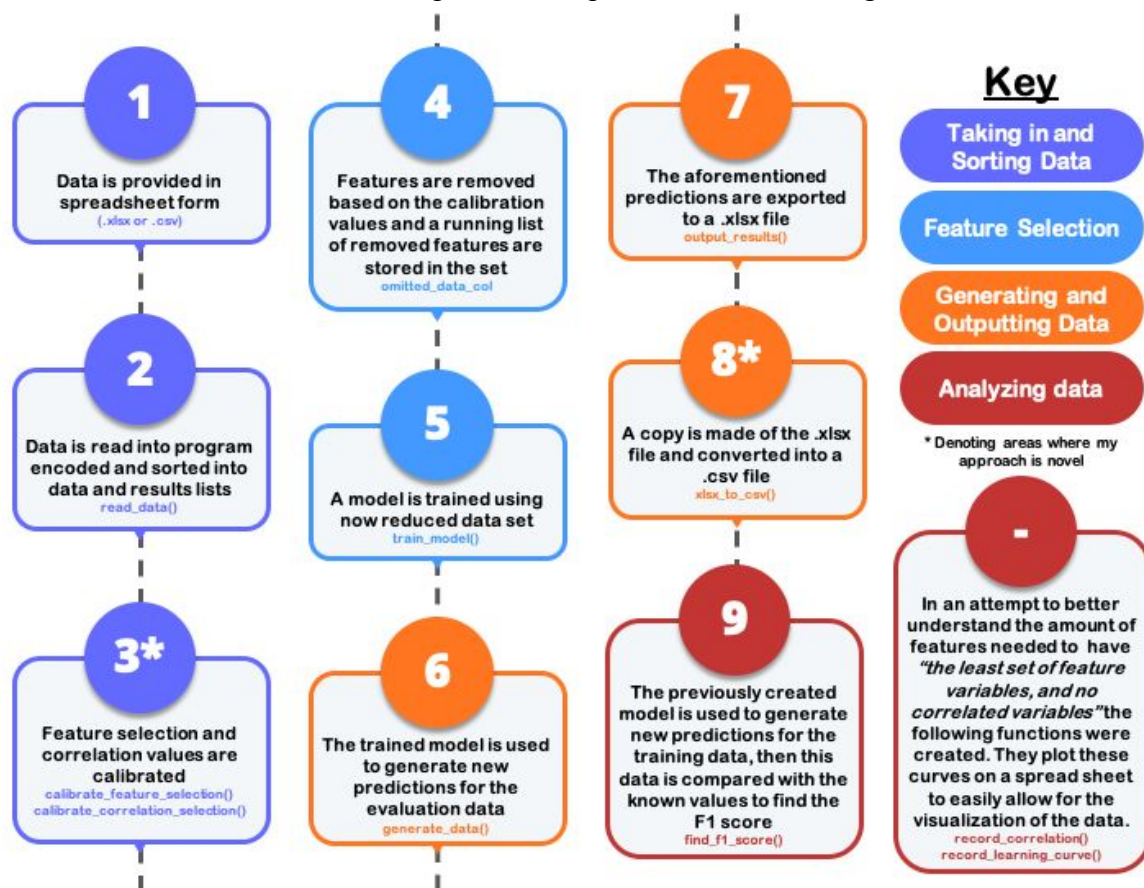 1
Data is provided in
spreadsheet form
(.xlsx or .csv)
2
Data is read into program
encoded and sorted into
data and results lists
read_data()
3*
Feature selection and
correlation values are
calibrated
calibrate_feature_selection()
calibrate_correlation_selection()
4
Features are removed
based on the calibration
values and a running list
of removed features are
stored in the set
omitted_data_col
5
A model is trained using
now reduced data set
train_model()
6
The trained model is used
to generate new
predictions for the
evaluation data
generate_data()
7
The aforementioned
predictions are exported
to a .xlsx file
output_results()
8*
A copy is made of the .xlsx
file and converted into a
.csv file
xlsx_to_csv()
9
The previously created
model is used to generate
new predictions for the
training data, then this
data is compared with the
known values to find the
F1 score
find_f1_score()
Key
Taking in and
Sorting Data
Feature Selection
Generating and
Outputting Data
Analyzing data
* Denoting areas where my
approach is novel
-
In an attempt to better
understand the amount of
features needed to have
"the least set of feature
variables, and no
correlated variables" the
following functions were
created. They plot these
curves on a spread sheet
to easily allow for the
visualization of the data.
record_correlation()
record_learning_curve()